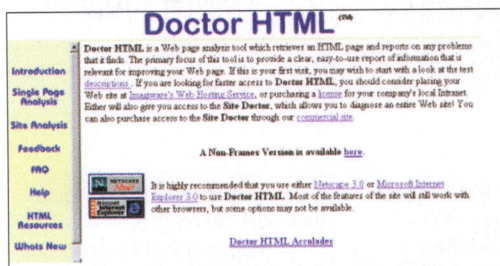 Doctor HTML (TM)
Introduction
Single Page
Analysis
Site Analysis
Feedback
FAQ
Help
HTML
Resources
Whats New
Doctor HTML is a Web page analysis tool which retrieves an HTML page and reports on any problems
that it finds. The primary focus of this tool is to provide a clear, easy-to-use report of information that is
relevant for improving your Web page. If this is your first visit, you may wish to start with a look at the test
descriptions. If you are looking for faster access to Doctor HTML, you should consider placing your
Web site at Imagiware's Web Hosting Service, or purchasing a license for your company's local Intranet.
Either will also give you access to the Site Doctor, which allows you to diagnose an entire Web site! You
can also purchase access to the Site Doctor through our commercial site.
A Non-Frames Version is available here.
NETSCAPE
Now!
Microsoft
Internet
Explorer
It is highly recommended that you use either Netscape 3.0 or Microsoft Internet
Explorer 3.0 to use Doctor HTML. Most of the features of the site will still work with
other browsers, but some options may not be available.
Doctor HTML Accolades